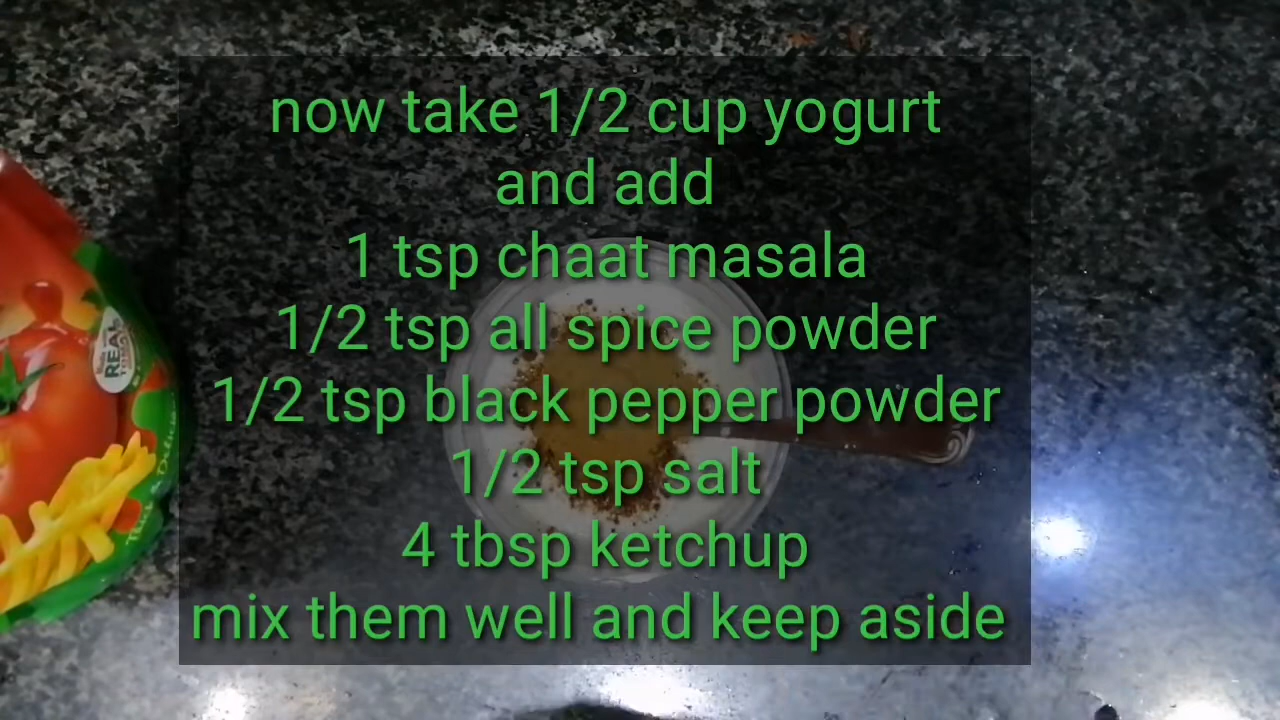 now take 1/2 cup yogurt
and add
1 tsp chaat masala
1/2 tsp all spice powder
1/2 tsp black pepper powder
1/2 tsp salt
4 tbsp ketchup
mix them well and keep aside
REAL